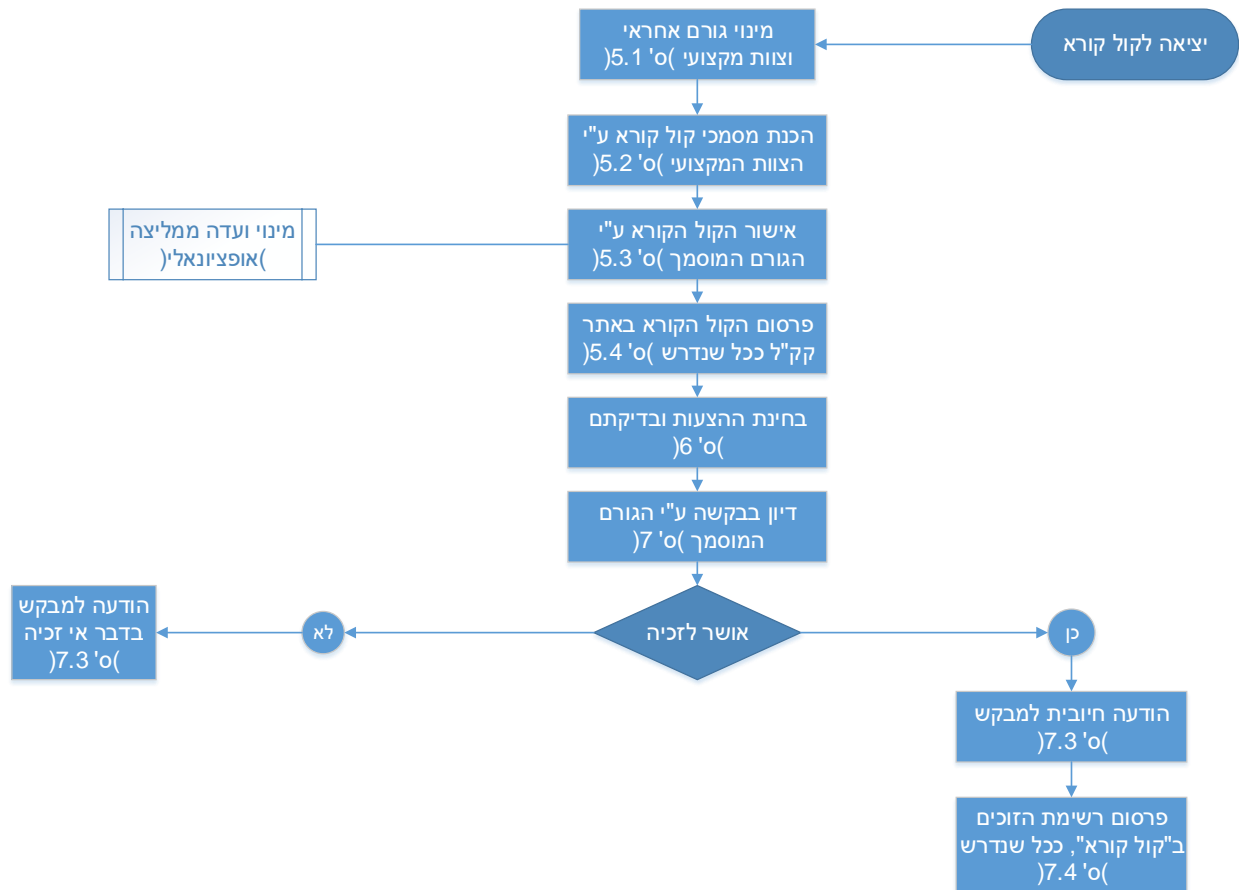 יציאה לקול קורא
מינוי גורם אחראי
וצוות מקצועי )ס' 5.1(
הכנת מסמכי קול קורא ע"י
הצוות המקצועי )ס' 5.2(
אישור הקול הקורא ע"י
הגורם המוסמך )ס' 5.3(
מינוי ועדה ממליצה
)אופציונאלי(
פרסום הקול הקורא באתר
קק"ל ככל שנדרש )ס' 5.4(
בחינת ההצעות ובדיקתם
)ס' 6(
דיון בבקשה ע"י הגורם
המוסמך )ס' 7(
אושר לזכיה
כן
לא
הודעה למבקש
בדבר אי זכיה
)ס' 7.3(
הודעה חיובית למבקש
)ס' 7.3(
פרסום רשימת הזוכים
ב"קול קורא", ככל שנדרש
)ס' 7.4(